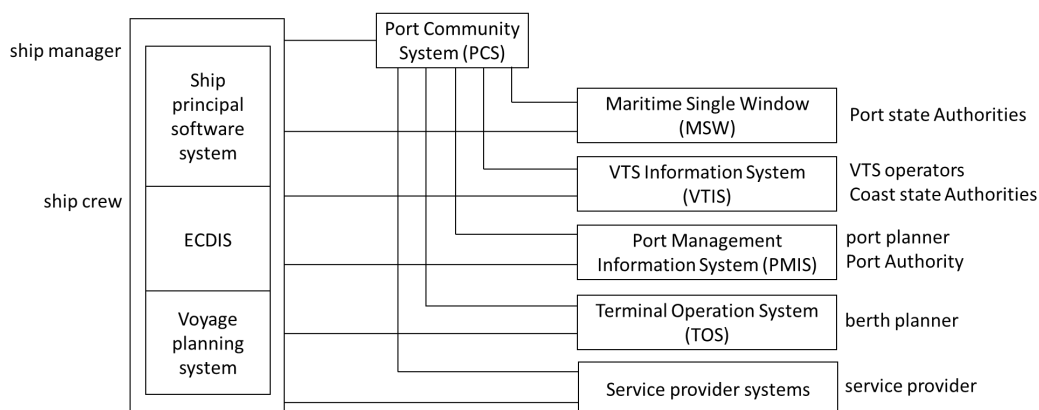 ship manager
ship crew
Ship
principal
software
system
ECDIS
Voyage
planning
system
Port Community
System (PCS)
Maritime Single Window
(MSW)
Port state Authorities
VTS Information System
(VTIS)
VTS operators
Coast state Authorities
Port Management
Information System (PMIS)
port planner
Port Authority
Terminal Operation System
(TOS)
berth planner
Service provider systems
service provider